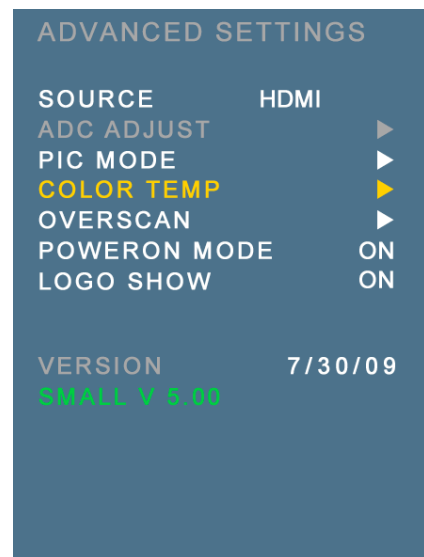 ADVANCED SETTINGS
SOURCE HDMI
ADC ADJUST ▶
PIC MODE ▶
COLOR TEMP ▶
OVERSCAN ▶
POWERON MODE ON
LOGO SHOW ON
VERSION 7/30/09
SMALL V 5.00